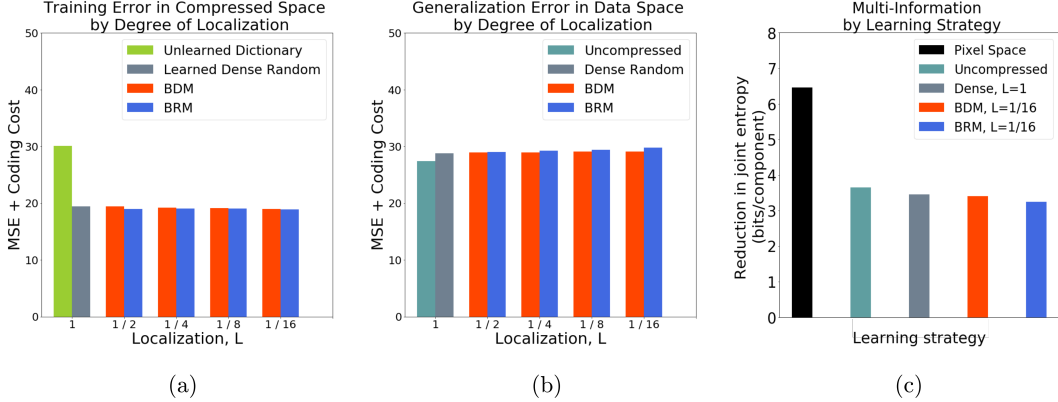 Training Error in Compressed Space
by Degree of Localization
MSE + Coding Cost
50
40
30
20
10
0
Unlearned Dictionary
Learned Dense Random
BDM
BRM
1
1 / 2
1 / 4
1 / 8
1 / 16
Localization, L
(a)
Generalization Error in Data Space
by Degree of Localization
MSE + Coding Cost
50
40
30
20
10
0
Uncompressed
Dense Random
BDM
BRM
1
1 / 2
1 / 4
1 / 8
1 / 16
Localization, L
(b)
Multi-Information
by Learning Strategy
Reduction in joint entropy
(bits/component)
8
7
6
5
4
3
2
1
0
Pixel Space
Uncompressed
Dense, L=1
BDM, L=1/16
BRM, L=1/16
Learning strategy
(c)